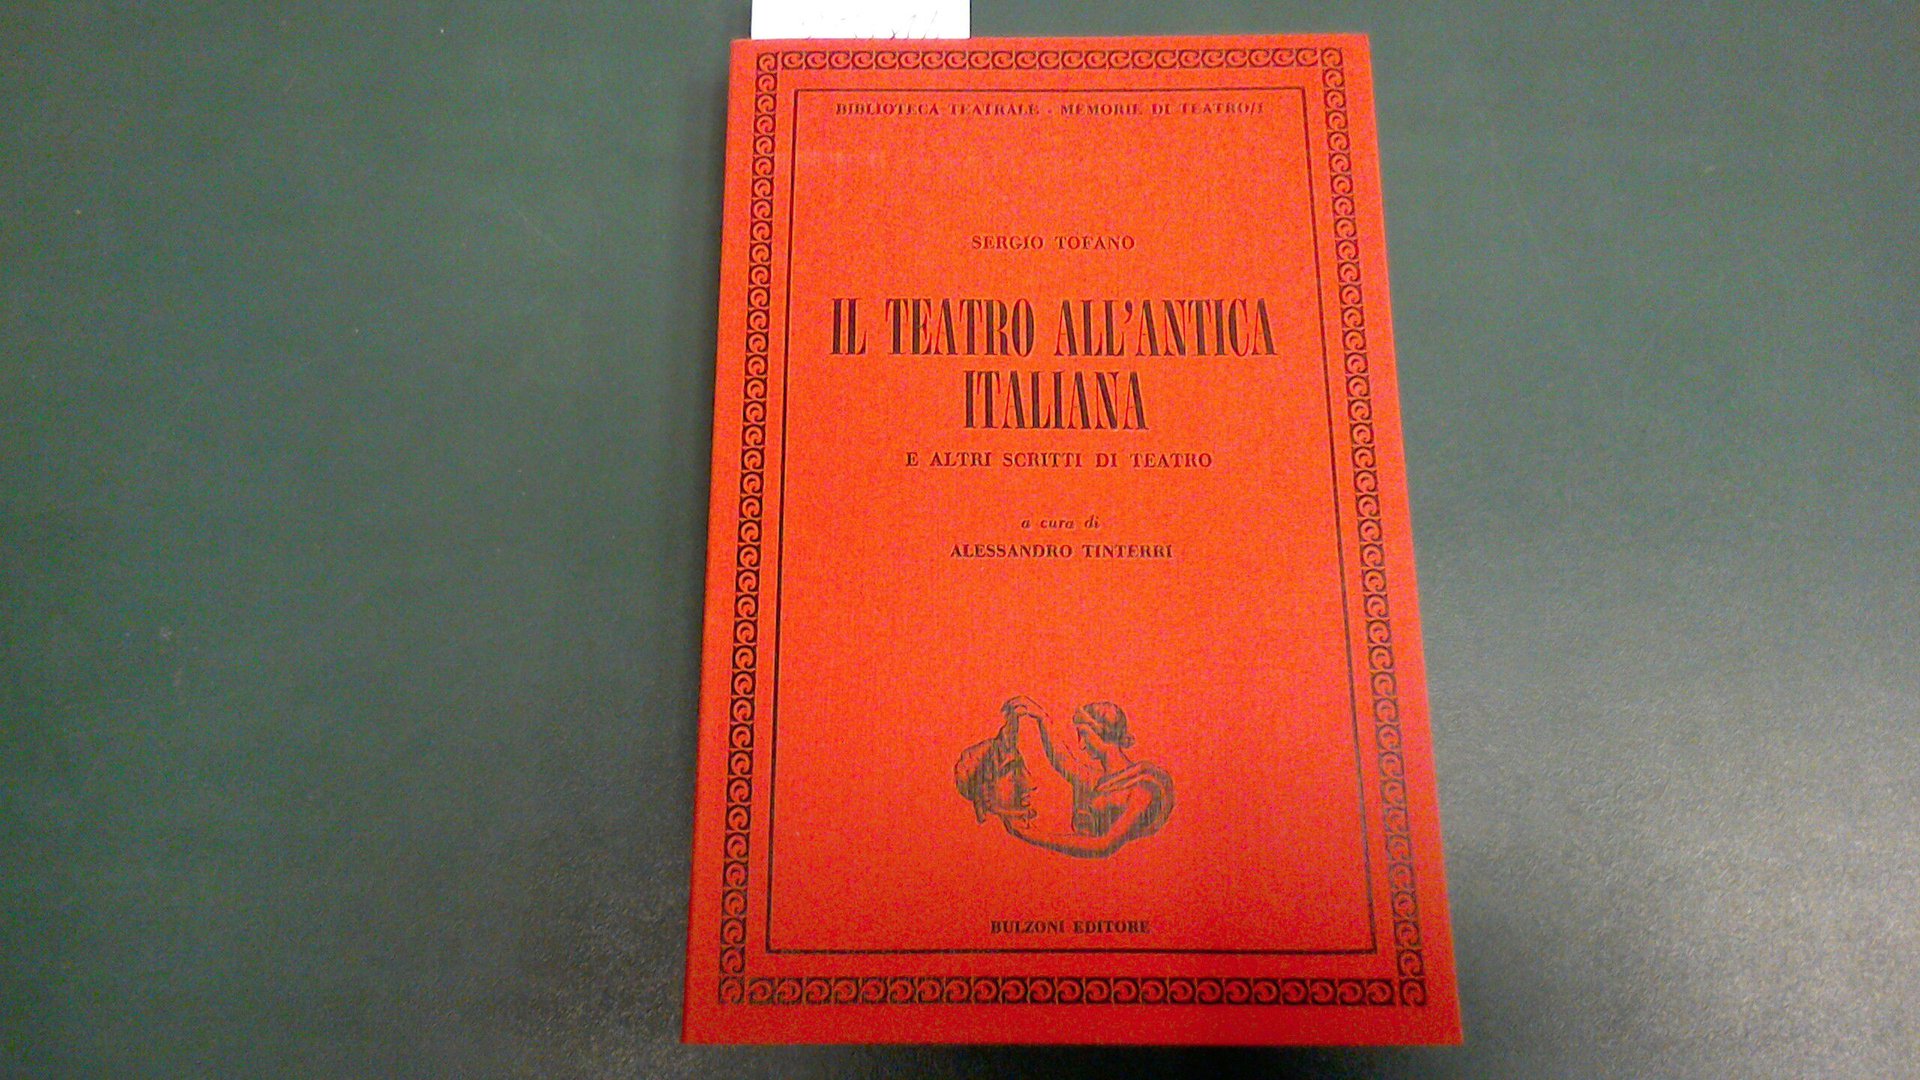 BIBLIOTECA TEATRALE - MEMORIE DI TEATRO/1
SERGIO TOFANO
IL TEATRO ALL'ANTICA
ITALIANA
E ALTRI SCRITTI DI TEATRO
a cura di
ALESSANDRO TINTERRI
BULZONI EDITORE